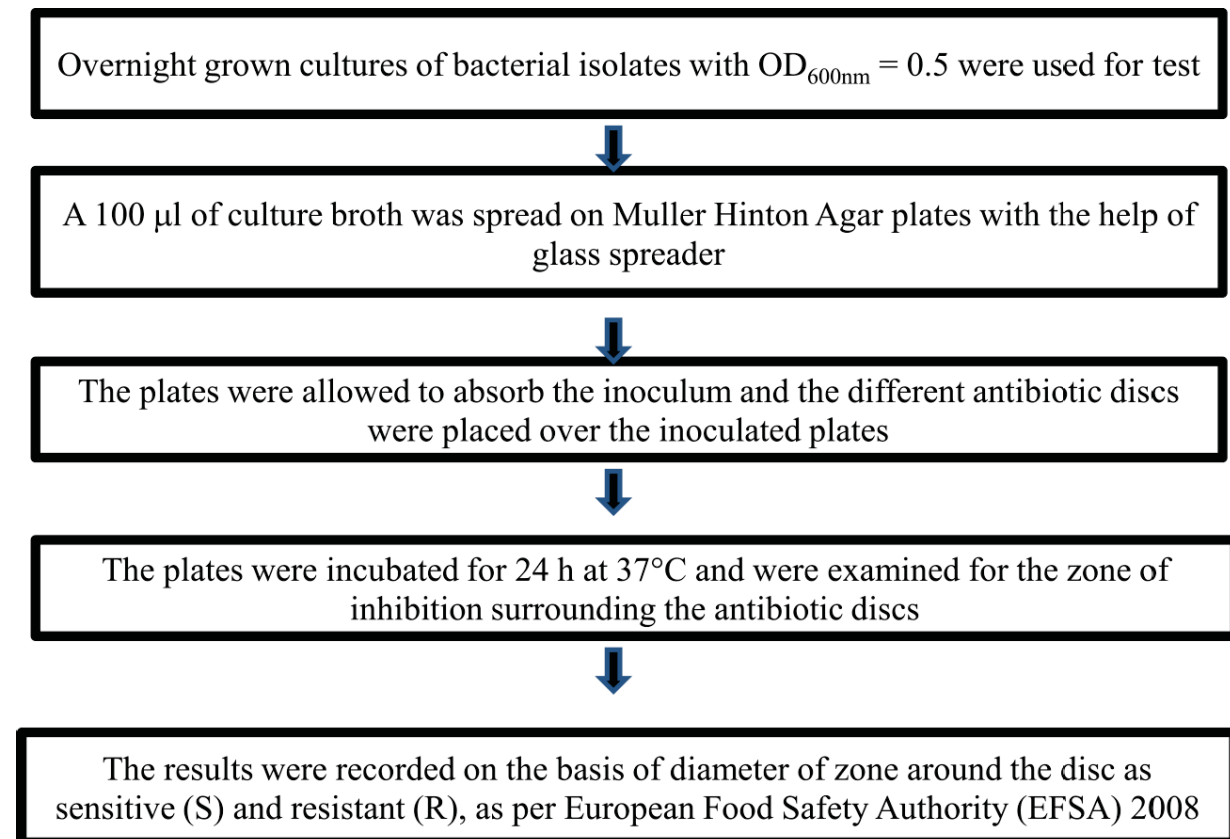 Overnight grown cultures of bacterial isolates with OD600nm = 0.5 were used for test
A 100 μl of culture broth was spread on Muller Hinton Agar plates with the help of
glass spreader
The plates were allowed to absorb the inoculum and the different antibiotic discs
were placed over the inoculated plates
The plates were incubated for 24 h at 37°C and were examined for the zone of
inhibition surrounding the antibiotic discs
The results were recorded on the basis of diameter of zone around the disc as
sensitive (S) and resistant (R), as per European Food Safety Authority (EFSA) 2008